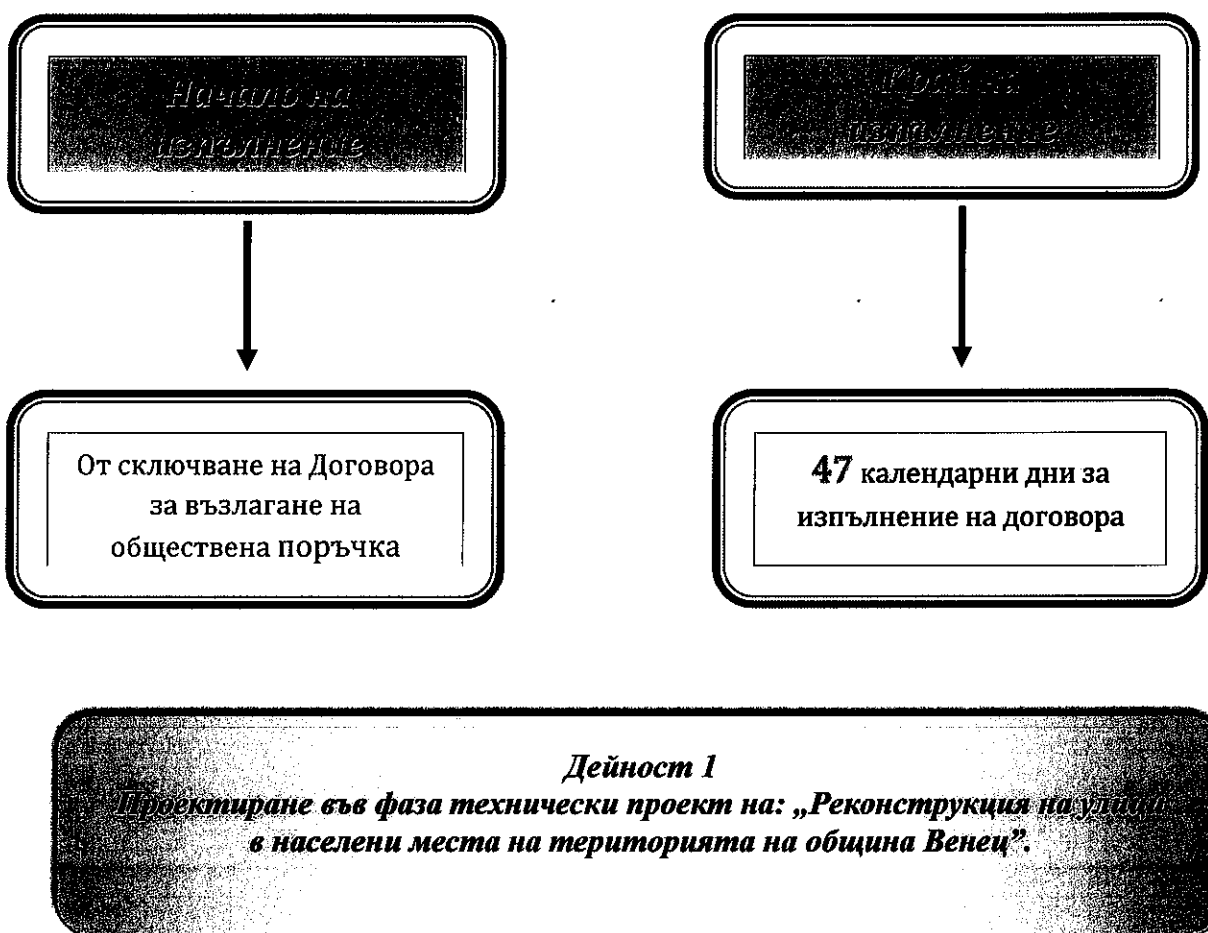 Начало на
изпълнение
Край на
изпълнение
От сключване на Договора
за възлагане на
обществена поръчка
47 календарни дни за
изпълнение на договора
Дейност 1
Проектиране във фаза технически проект на: „Реконструкция на улици
в населени места на територията на община Венец”.